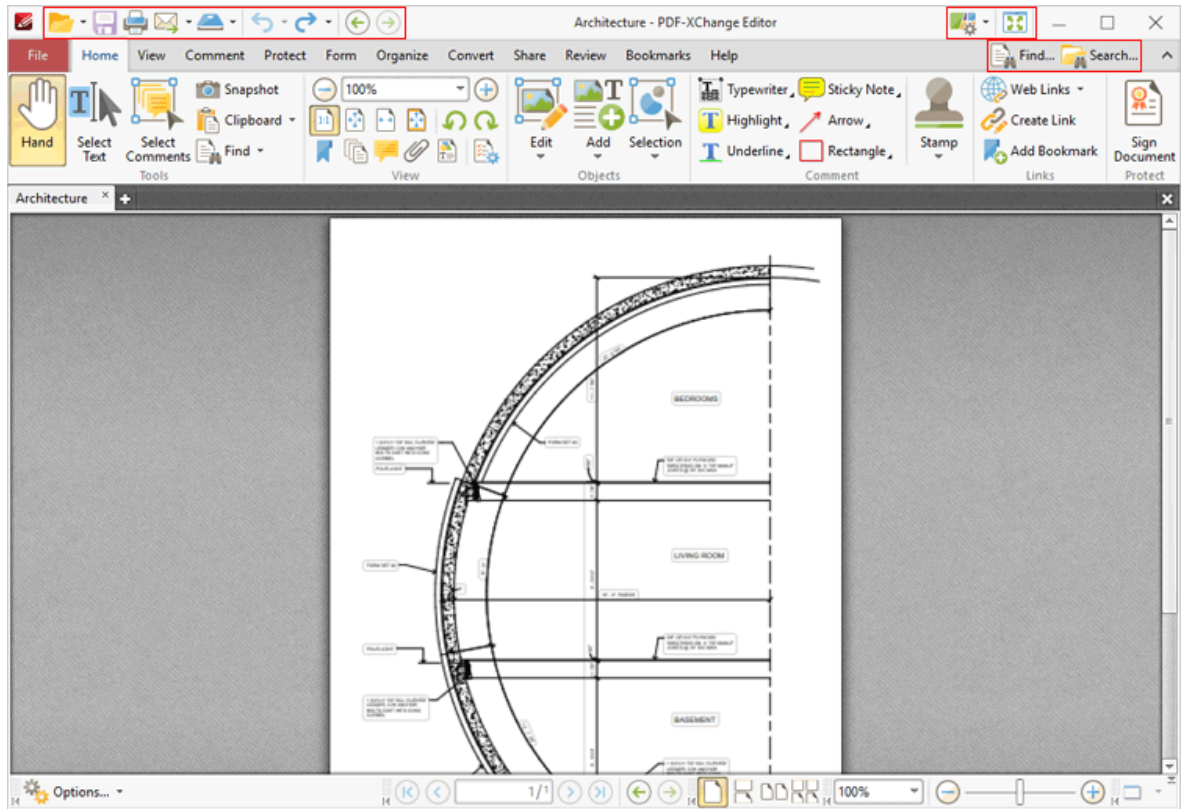 Architecture - PDF-XChange Editor
File Home View Comment Protect Form Organize Convert Share Review Bookmarks Help Find... Search...
Snapshot 100% Typewriter Sticky Note Web Links
Clipboard Highlight Arrow Create Link
Hand Select Text Select Comments Find Edit Add Selection Underline Rectangle Stamp Add Bookmark Sign Document
Tools View Objects Comment Links Protect
Architecture
BEDROOMS
LIVING ROOM
BASEMENT
Options... 1/1 100%